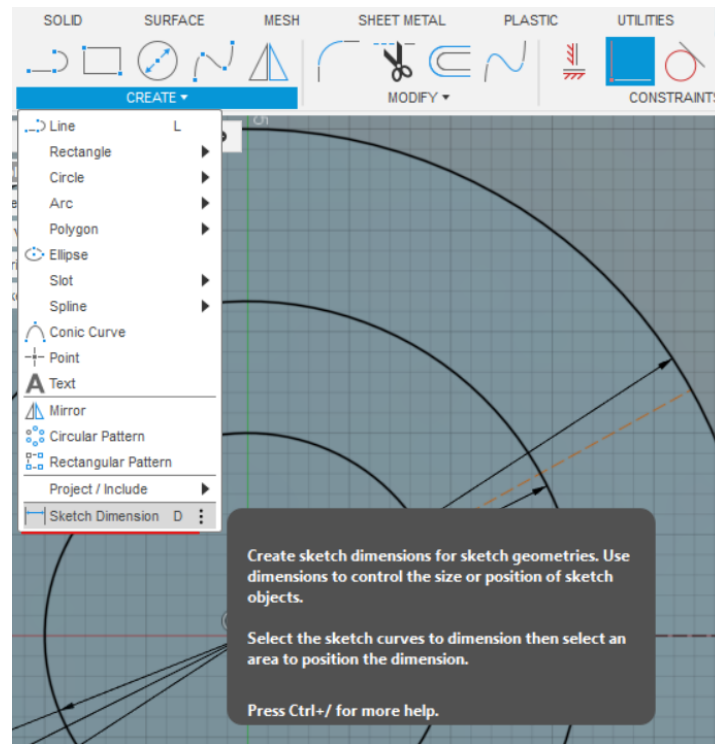 SOLID SURFACE MESH SHEET METAL PLASTIC UTILITIES
CREATE ▾ MODIFY ▾ CONSTRAINTS
5
Line L
Rectangle
Circle
Arc
Polygon
Ellipse
Slot
Spline
Conic Curve
Point
Text
Mirror
Circular Pattern
Rectangular Pattern
Project / Include
Sketch Dimension D
Create sketch dimensions for sketch geometries. Use
dimensions to control the size or position of sketch
objects.
Select the sketch curves to dimension then select an
area to position the dimension.
Press Ctrl+/ for more help.